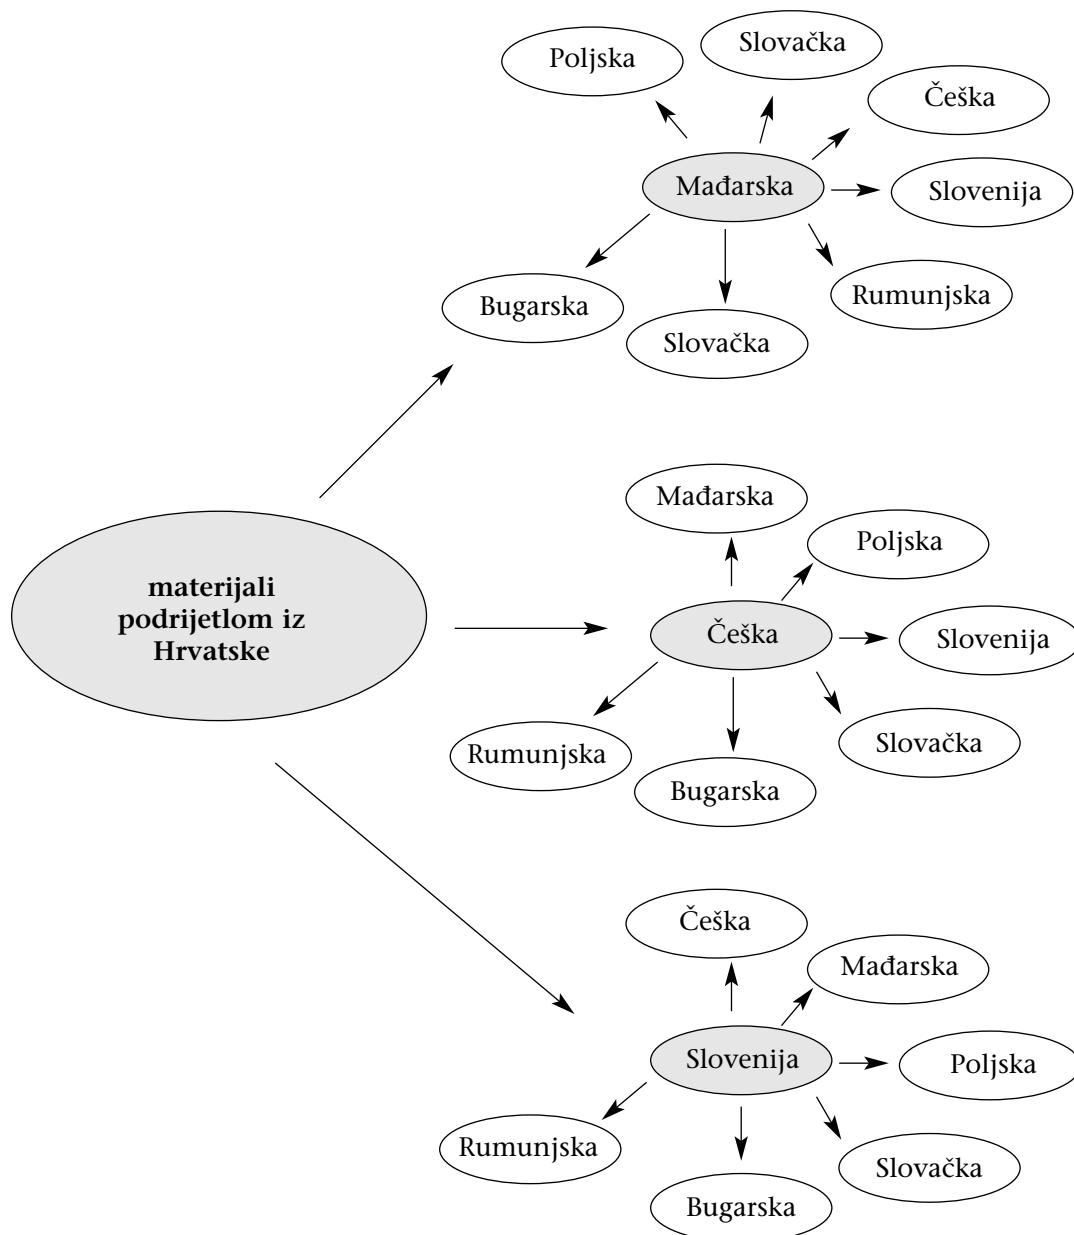 Slovačka
Poljska
Češka
Mađarska
Slovenija
Rumunjska
Bugarska
Slovačka
Mađarska
Poljska
materijali
podrijetlom iz
Hrvatske
Češka
Slovenija
Rumunjska
Slovačka
Bugarska
Češka
Mađarska
Slovenija
Poljska
Rumunjska
Slovačka
Bugarska